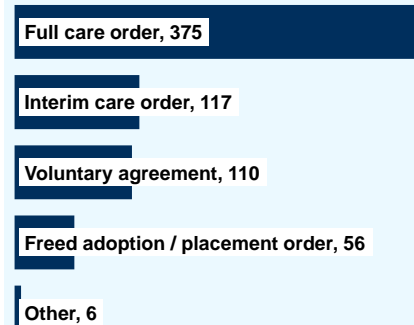 Full care order, 375
Interim care order, 117
Voluntary agreement, 110
Freed adoption / placement order, 56
Other, 6